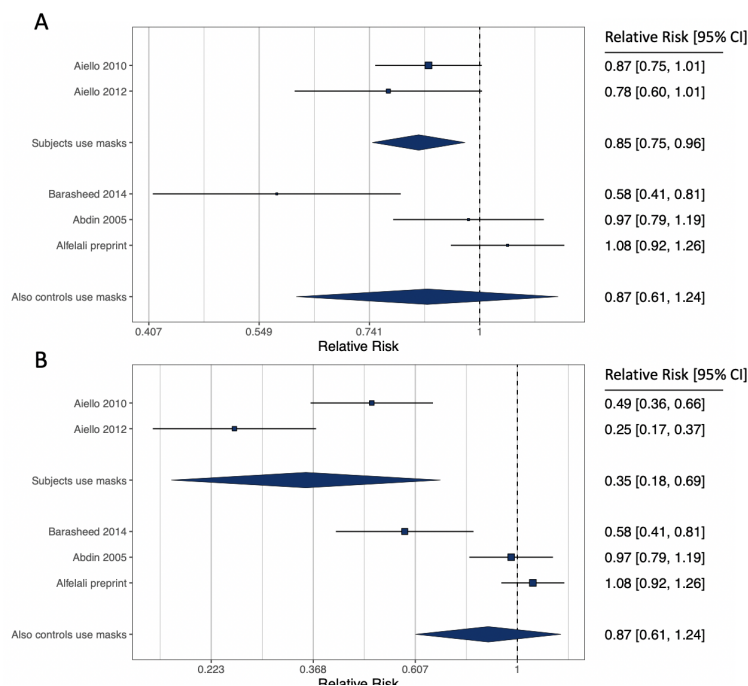 A
Relative Risk [95% CI]
Aiello 2010 0.87 [0.75, 1.01]
Aiello 2012 0.78 [0.60, 1.01]
Subjects use masks 0.85 [0.75, 0.96]
Barasheed 2014 0.58 [0.41, 0.81]
Abdin 2005 0.97 [0.79, 1.19]
Alfelali preprint 1.08 [0.92, 1.26]
Also controls use masks 0.87 [0.61, 1.24]
0.407 0.549 0.741 1
Relative Risk
B
Relative Risk [95% CI]
Aiello 2010 0.49 [0.36, 0.66]
Aiello 2012 0.25 [0.17, 0.37]
Subjects use masks 0.35 [0.18, 0.69]
Barasheed 2014 0.58 [0.41, 0.81]
Abdin 2005 0.97 [0.79, 1.19]
Alfelali preprint 1.08 [0.92, 1.26]
Also controls use masks 0.87 [0.61, 1.24]
0.223 0.368 0.607 1
Relative Risk